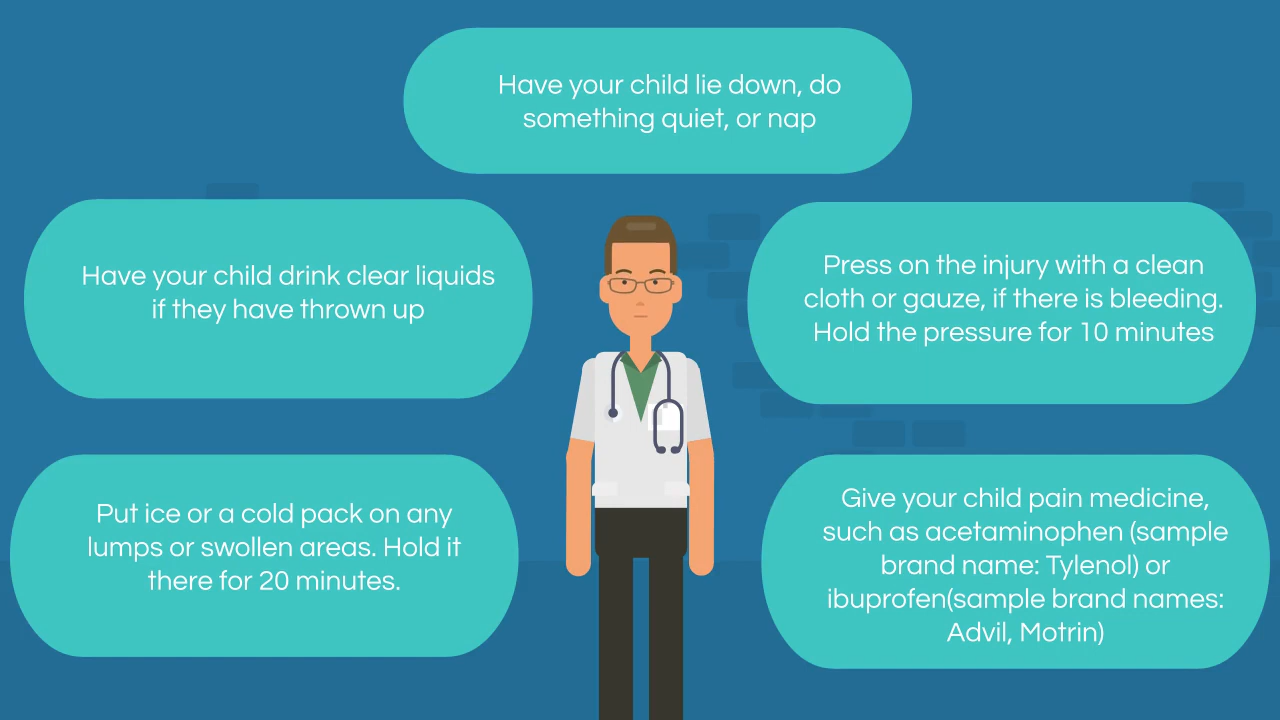 Have your child lie down, do
something quiet, or nap
Have your child drink clear liquids
if they have thrown up
Press on the injury with a clean
cloth or gauze, if there is bleeding.
Hold the pressure for 10 minutes
Put ice or a cold pack on any
lumps or swollen areas. Hold it
there for 20 minutes.
Give your child pain medicine,
such as acetaminophen (sample
brand name: Tylenol) or
ibuprofen(sample brand names:
Advil, Motrin)